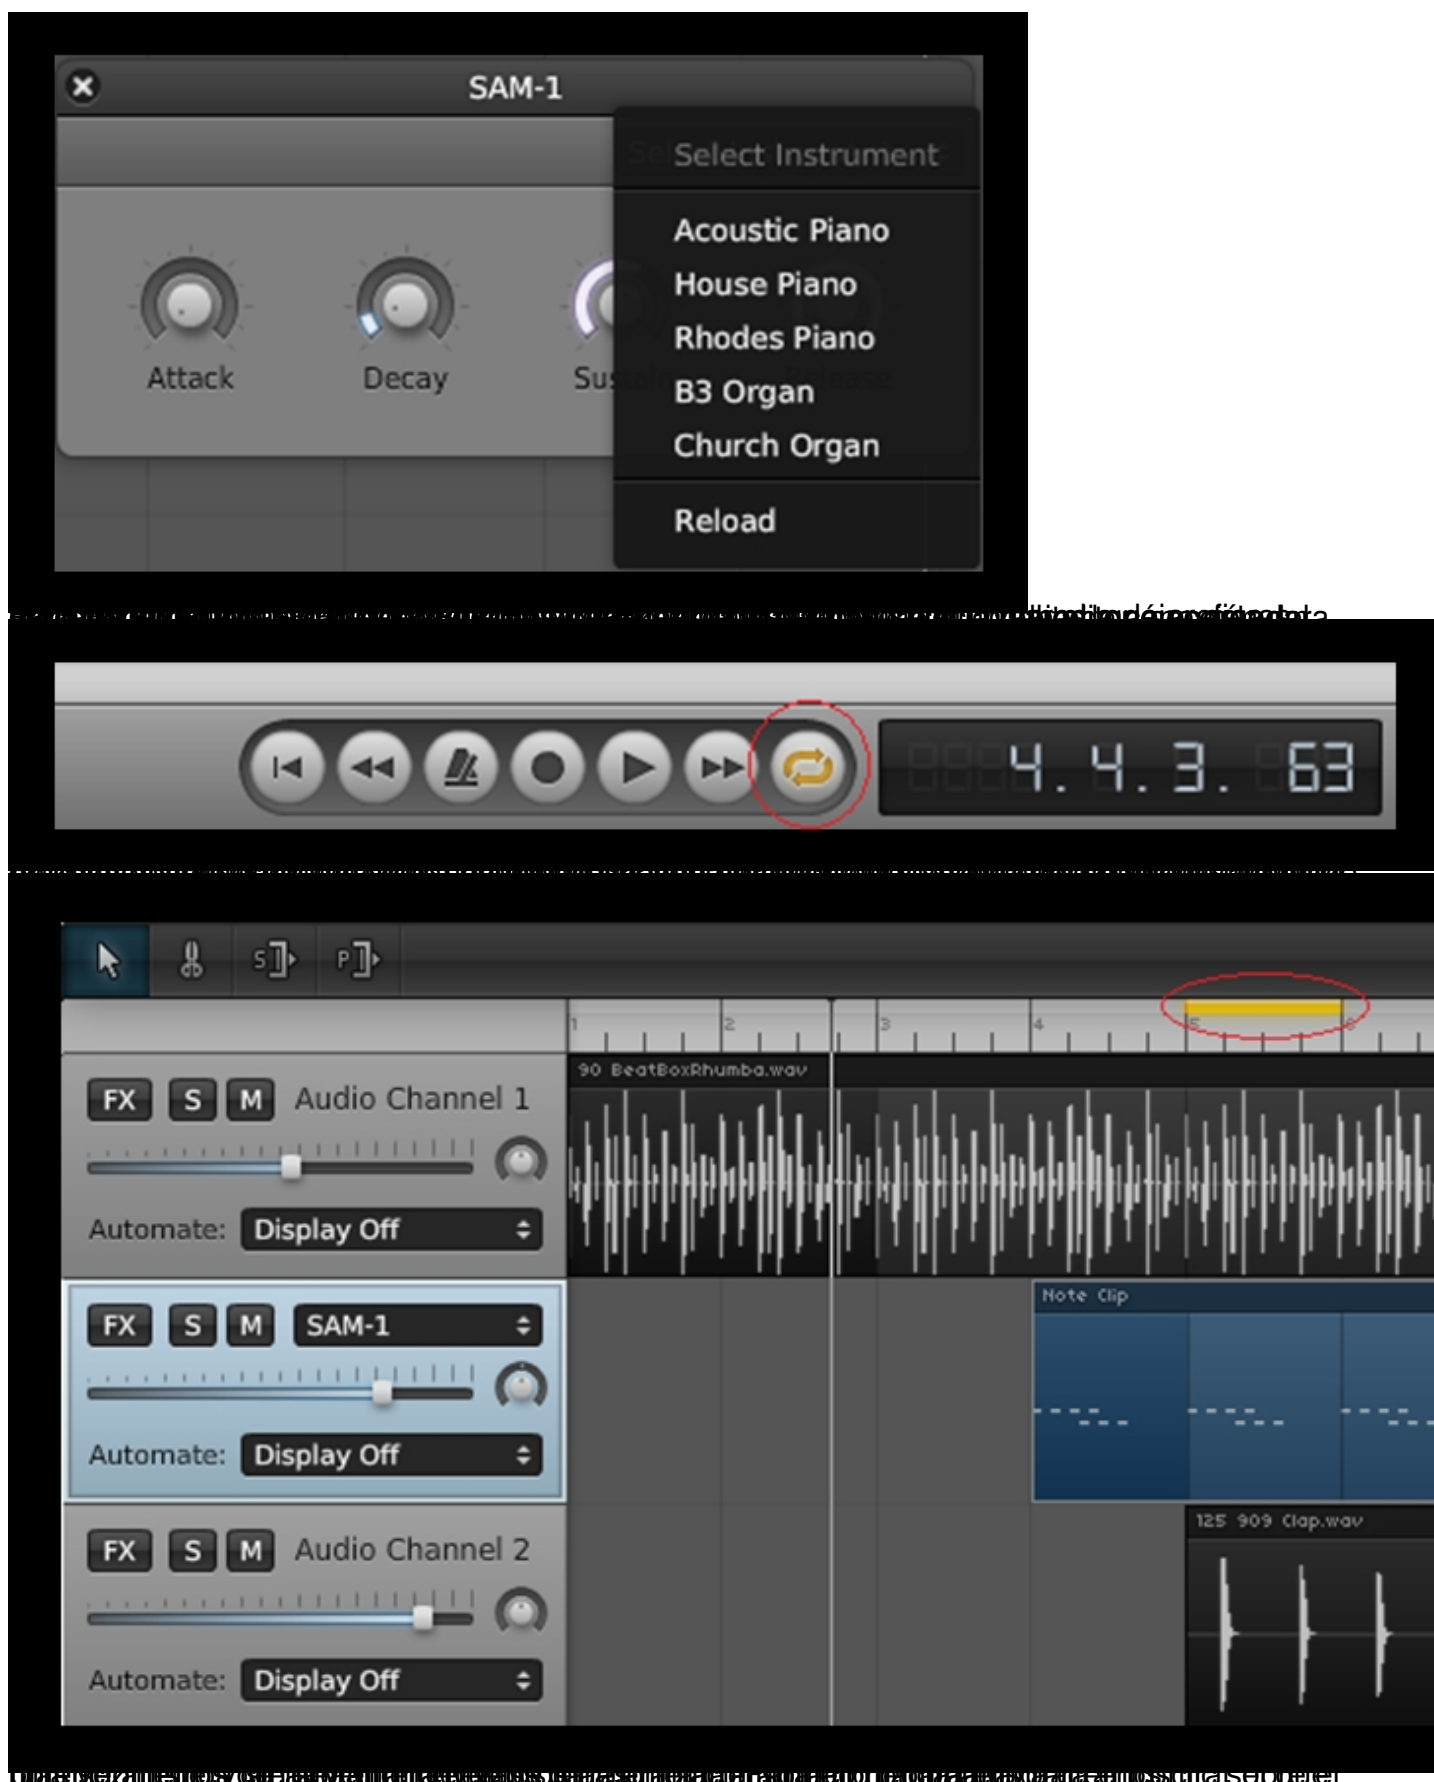 SAM-1
Select Instrument
Acoustic Piano
House Piano
Rhodes Piano
B3 Organ
Church Organ
Reload
Attack
Decay
4. 4. 3. 63
S
P
1 2 3 4 5 6
90 BeatBoxRhumba.wav
FX S M Audio Channel 1
Automate: Display Off
Note Clip
FX S M SAM-1
Automate: Display Off
125 909 Clap.wav
FX S M Audio Channel 2
Automate: Display Off